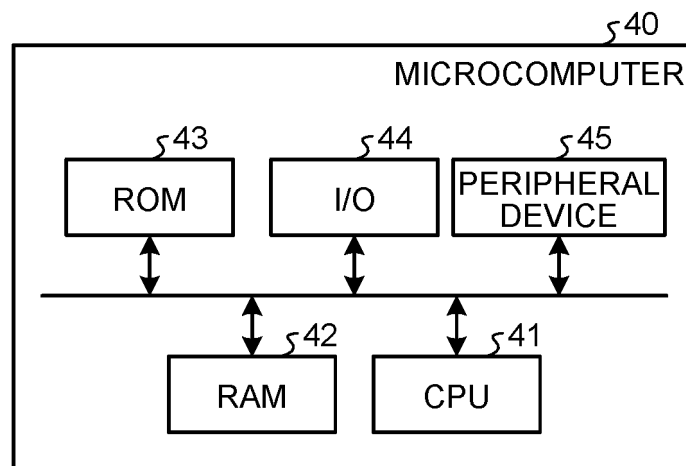 40
MICROCOMPUTER
43
44
45
ROM
I/O
PERIPHERAL
DEVICE
42
41
RAM
CPU